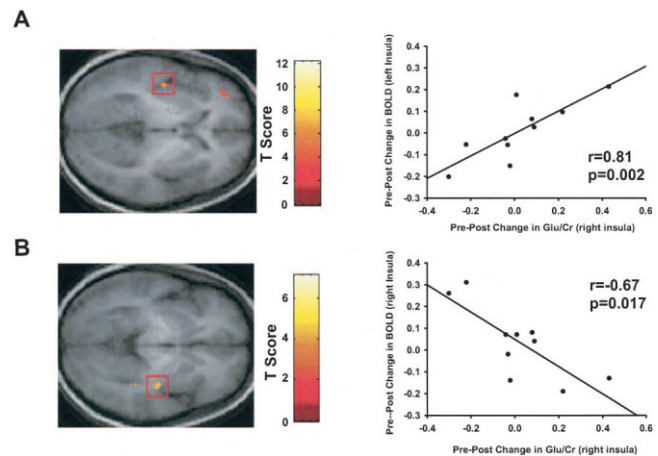 A
T Score
12
10
8
6
4
2
0
Pre-Post Change in BOLD (left Insula)
0.4
0.3
0.2
0.1
0.0
-0.1
-0.2
-0.3
r=0.81
p=0.002
-0.4 -0.2 0.0 0.2 0.4 0.6
Pre-Post Change in Glu/Cr (right insula)
B
T Score
6
4
2
0
Pre--Post Change in BOLD (right Insula)
0.4
0.3
0.2
0.1
0.0
-0.1
-0.2
-0.3
r=-0.67
p=0.017
-0.4 -0.2 0.0 0.2 0.4 0.6
Pre-Post Change in Glu/Cr (right insula)